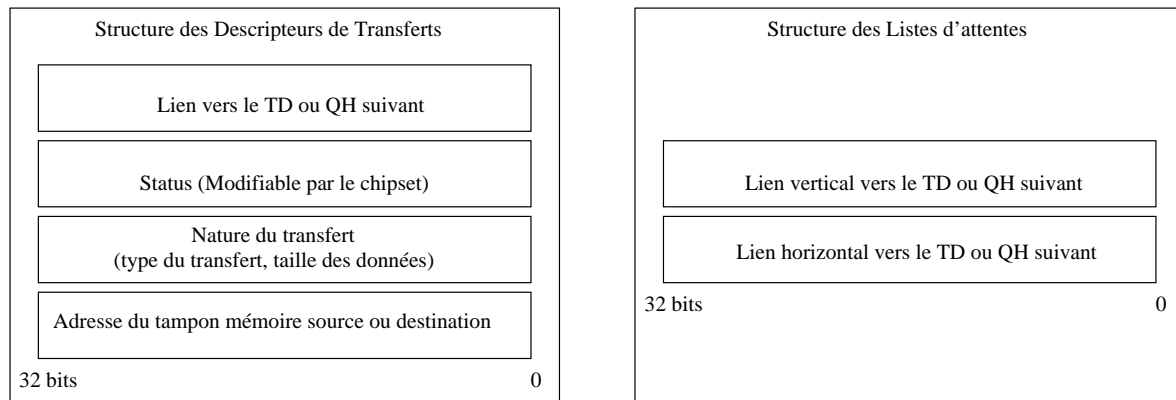 Structure des Descripteurs de Transferts
Lien vers le TD ou QH suivant
Status (Modifiable par le chipset)
Nature du transfert
(type du transfert, taille des données)
Adresse du tampon mémoire source ou destination
32 bits
0
Structure des Listes d'attentes
Lien vertical vers le TD ou QH suivant
Lien horizontal vers le TD ou QH suivant
32 bits
0